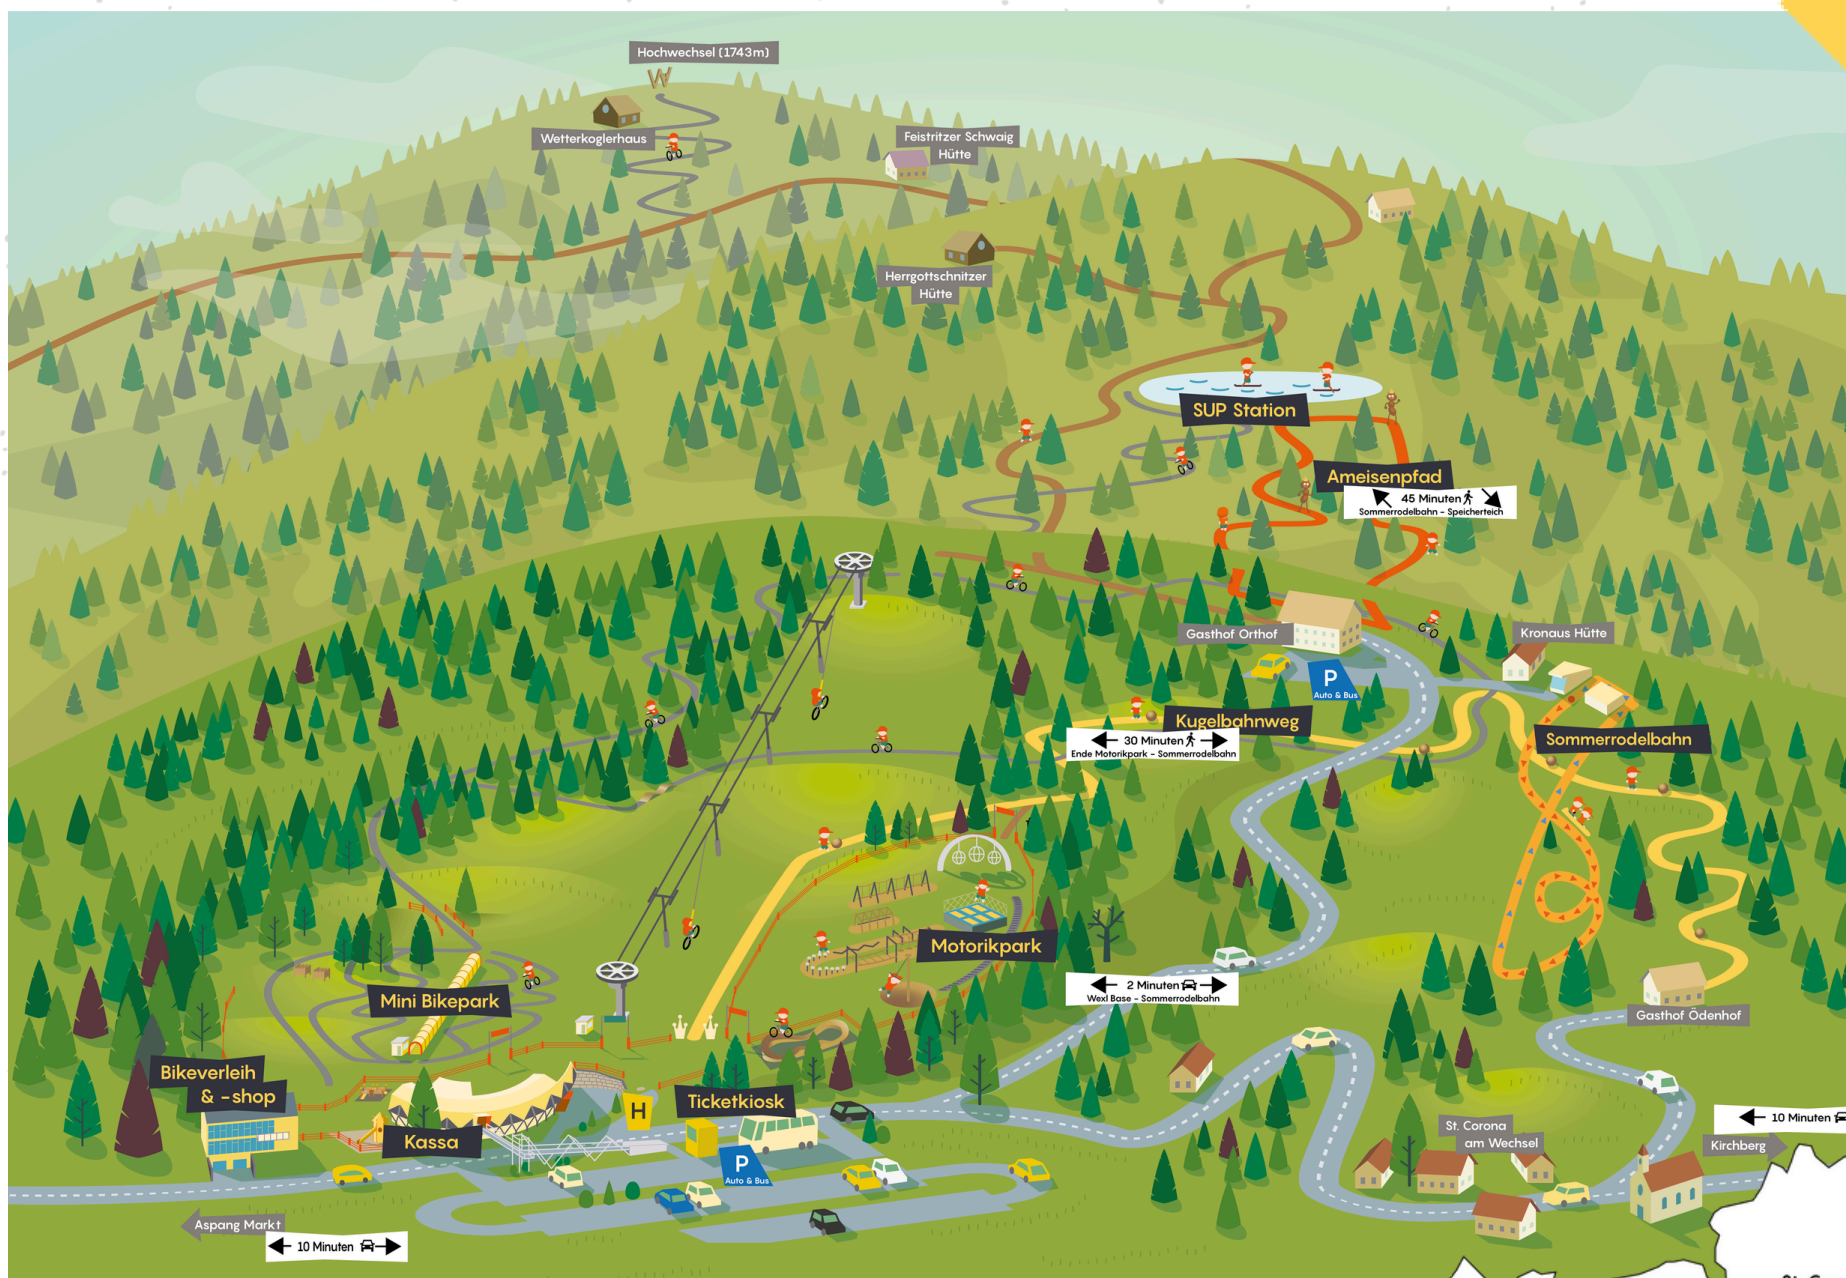 Hochwechsel (1743m)
W
Wetterkoglerhaus
Feistritzer Schwaig
Hütte
Herrgottschnitzer
Hütte
SUP Station
Ameisenpfad
45 Minuten
Sommerrodelbahn - Speicherteich
Gasthof Orthof
Kronaus Hütte
P
Auto & Bus
Kugelbahnweg
30 Minuten
Ende Motorikpark - Sommerrodelbahn
Sommerrodelbahn
Motorikpark
2 Minuten
Wexl Base - Sommerrodelbahn
Mini Bikepark
Gasthof Ödenhof
Bikeverleih
& -shop
H
Ticketkiosk
Kassa
P
Auto & Bus
St. Corona
am Wechsel
10 Minuten
Kirchberg
Aspang Markt
10 Minuten